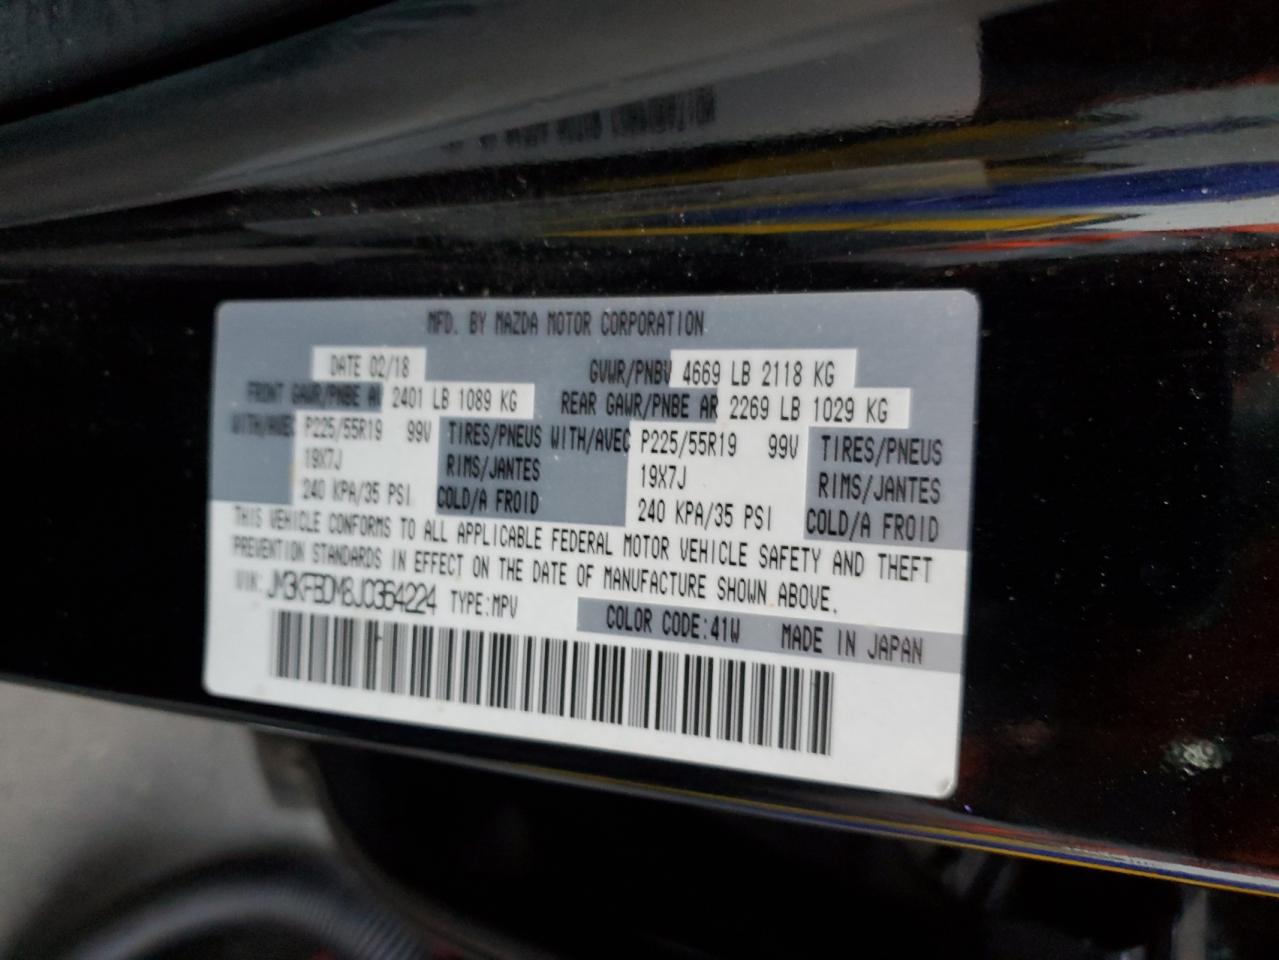 MFD. BY MAZDA MOTOR CORPORATION
DATE 02/18 GVWR/PNBV 4669 LB 2118 KG
FRONT GAWR/PNBE AV 2401 LB 1089 KG REAR GAWR/PNBE AR 2269 LB 1029 KG
WITH/AVEC P225/55R19 99V TIRES/PNEUS WITH/AVEC P225/55R19 99V TIRES/PNEUS
19X7J RIMS/JANTES 19X7J RIMS/JANTES
240 KPA/35 PSI COLD/A FROID 240 KPA/35 PSI COLD/A FROID
THIS VEHICLE CONFORMS TO ALL APPLICABLE FEDERAL MOTOR VEHICLE SAFETY AND THEFT
PREVENTION STANDARDS IN EFFECT ON THE DATE OF MANUFACTURE SHOWN ABOVE.
VIN: JM3KFBDM8J0364224 TYPE:MPV
COLOR CODE:41W MADE IN JAPAN